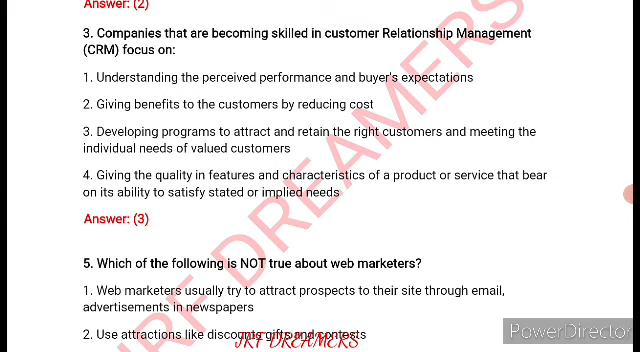 Answer: (2)
3. Companies that are becoming skilled in customer Relationship Management
(CRM) focus on:
1. Understanding the perceived performance and buyer's expectations
2. Giving benefits to the customers by reducing cost
3. Developing programs to attract and retain the right customers and meeting the
individual needs of valued customers
4. Giving the quality in features and characteristics of a product or service that bear
on its ability to satisfy stated or implied needs
Answer: (3)
5. Which of the following is NOT true about web marketers?
1. Web marketers usually try to attract prospects to their site through email,
advertisements in newspapers
2. Use attractions like discounts gifts and contests
JRF DREAMERS
JRF DREAMERS
PowerDirector